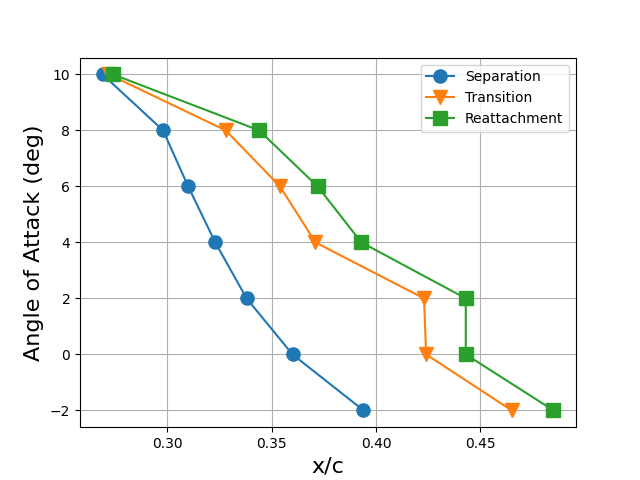 Separation
Transition
Reattachment
10
8
6
4
2
0
−2
Angle of Attack (deg)
0.30 0.35 0.40 0.45
x/c